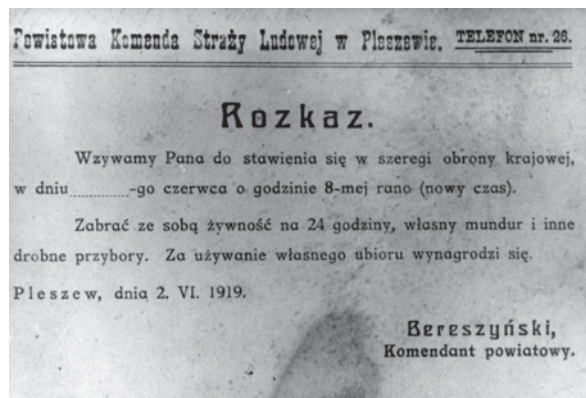 Powiatowa Komenda Straży Ludowej w Pleszewie. TELEFON nr. 26.
Rozkaz.
Wzywamy Pana do stawienia się w szeregi obrony krajowej,
w dniu ..........-go czerwca o godzinie 8-mej rano (nowy czas).
Zabrać ze sobą żywność na 24 godziny, własny mundur i inne
drobne przybory. Za używanie własnego ubioru wynagrodzi się.
Pleszew, dnia 2. VI. 1919.
Bereszyński,
Komendant powiatowy.